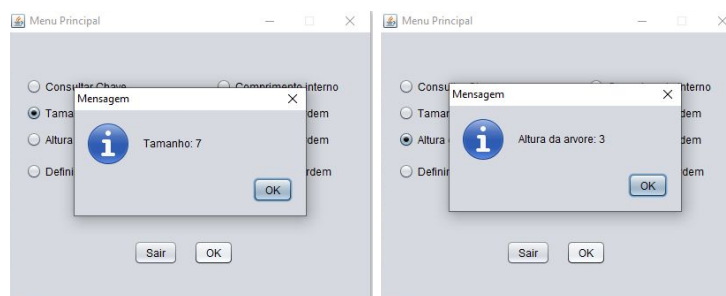 Menu Principal
Consultar Chave
Comprimento interno
Mensagem
Tama
Tamanho: 7
rdem
Altura
dem
Defini
rdem
OK
Sair
OK
Menu Principal
Consu
nterno
Mensagem
Tamar
dem
Altura
Altura da arvore: 3
dem
Definir
dem
OK
Sair
OK